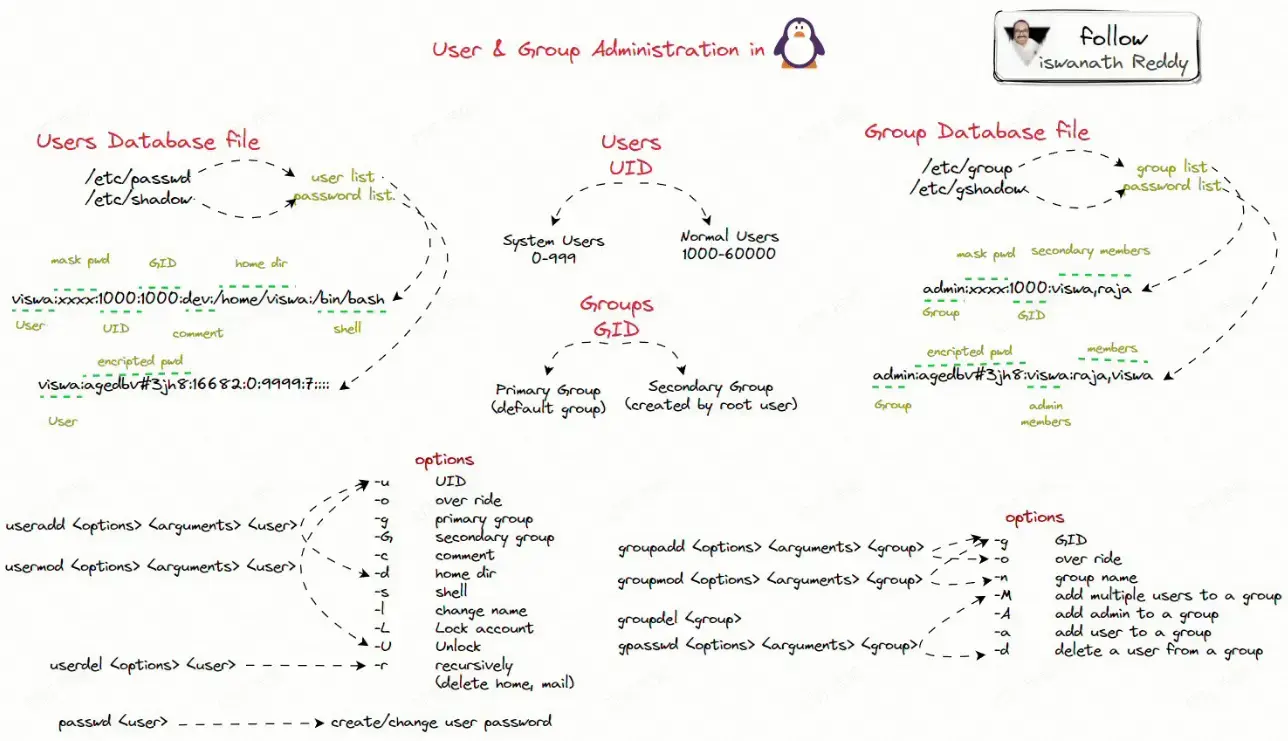 User & Group Administration in
follow
iswanath Reddy
Users Database file
/etc/passwd
/etc/shadow
user list
password list
mask pwd
GID
home dir
viswa:xxxx:1000:1000:dev:/home/viswa:/bin/bash
User
UID
comment
shell
encripted pwd
viswa:agedbv#3jh8:16682:0:9999:7::::
User
Users
UID
System Users
0-999
Normal Users
1000-60000
Groups
GID
Primary Group
(default group)
Secondary Group
(created by root user)
Group Database file
/etc/group
/etc/gshadow
group list
password list
mask pwd
secondary members
admin:xxxx:1000:viswa,raja
Group
GID
encripted pwd
members
admin:agedbv#3jh8:viswa:raja,viswa
Group
admin
members
useradd <options> <arguments> <user>
usermod <options> <arguments> <user>
userdel <options> <user>
passwd <user>
create/change user password
options
-u UID
-o over ride
-g primary group
-G secondary group
-c comment
-d home dir
-s shell
-l change name
-L Lock account
-U Unlock
-r recursively
(delete home, mail)
groupadd <options> <arguments> <group>
groupmod <options> <arguments> <group>
groupdel <group>
gpasswd <options> <arguments> <group>
options
-g GID
-o over ride
-n group name
-M add multiple users to a group
-A add admin to a group
-a add user to a group
-d delete a user from a group